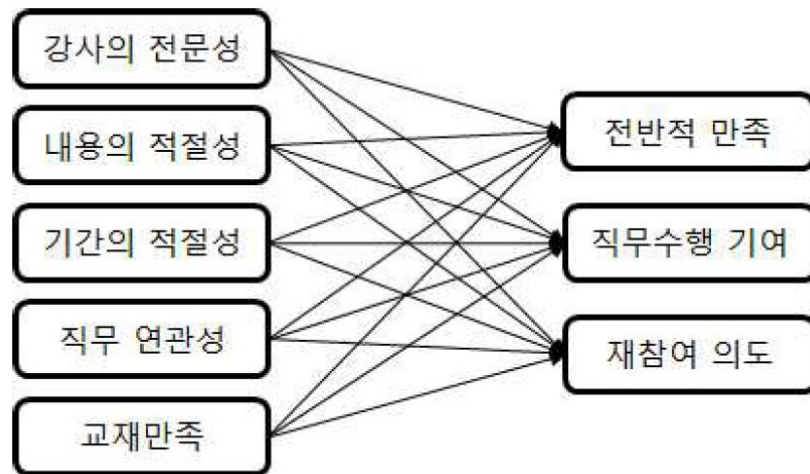 강사의 전문성
내용의 적절성
기간의 적절성
직무 연관성
교재만족
전반적 만족
직무수행 기여
재참여 의도